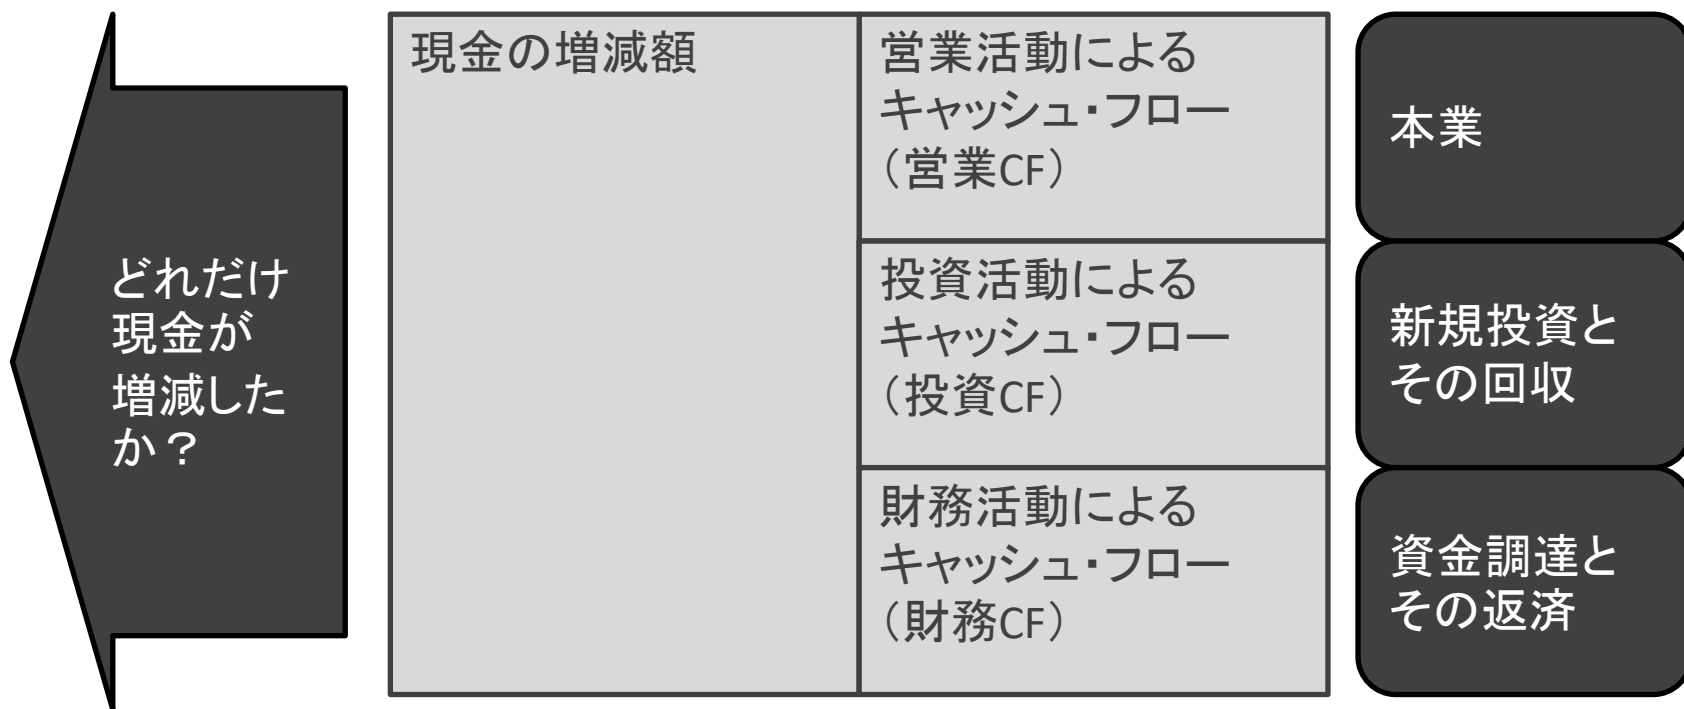 どれだけ
現金が
増減した
か？
現金の増減額
営業活動による
キャッシュ・フロー
（営業CF）
本業
投資活動による
キャッシュ・フロー
（投資CF）
新規投資と
その回収
財務活動による
キャッシュ・フロー
（財務CF）
資金調達と
その返済